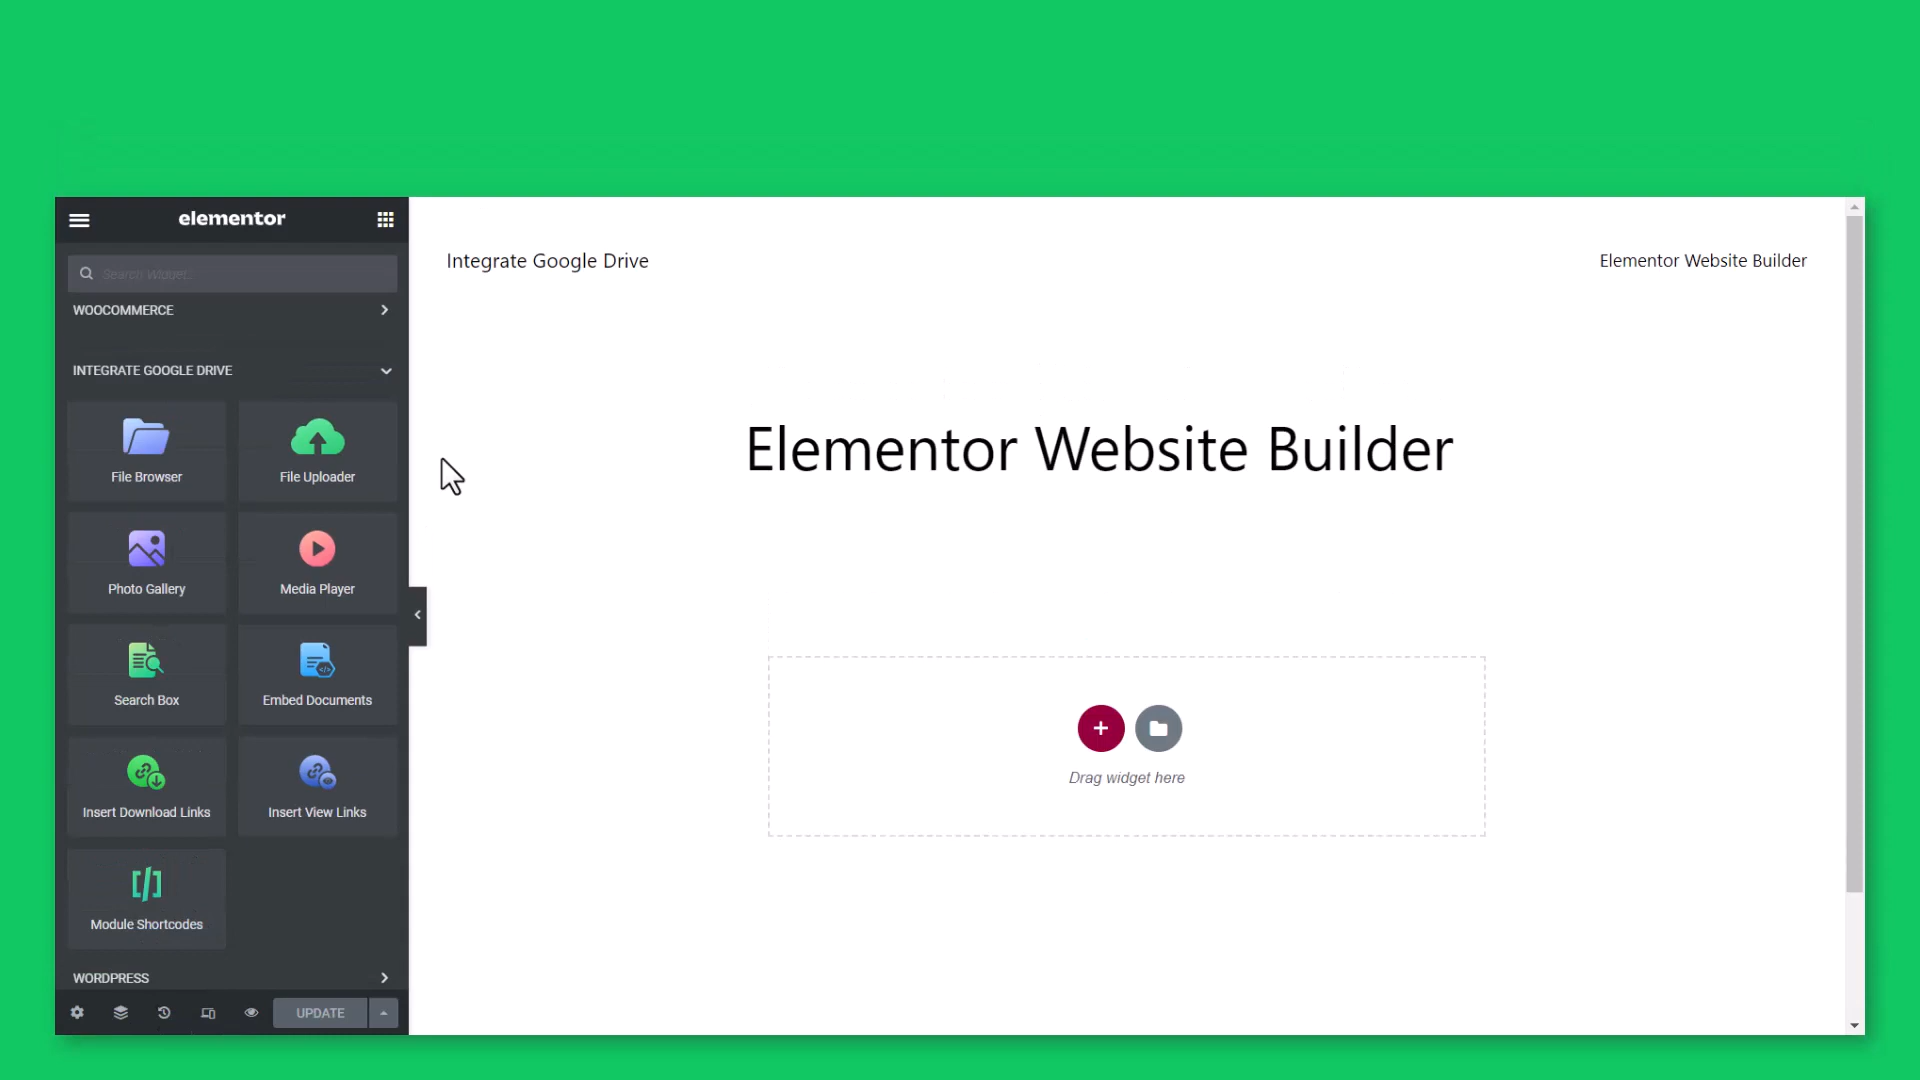 elementor
Search Widget...
WOOCOMMERCE
INTEGRATE GOOGLE DRIVE
File Browser
File Uploader
Photo Gallery
Media Player
Search Box
Embed Documents
Insert Download Links
Insert View Links
Module Shortcodes
WORDPRESS
UPDATE
Integrate Google Drive
Elementor Website Builder
Elementor Website Builder
Drag widget here